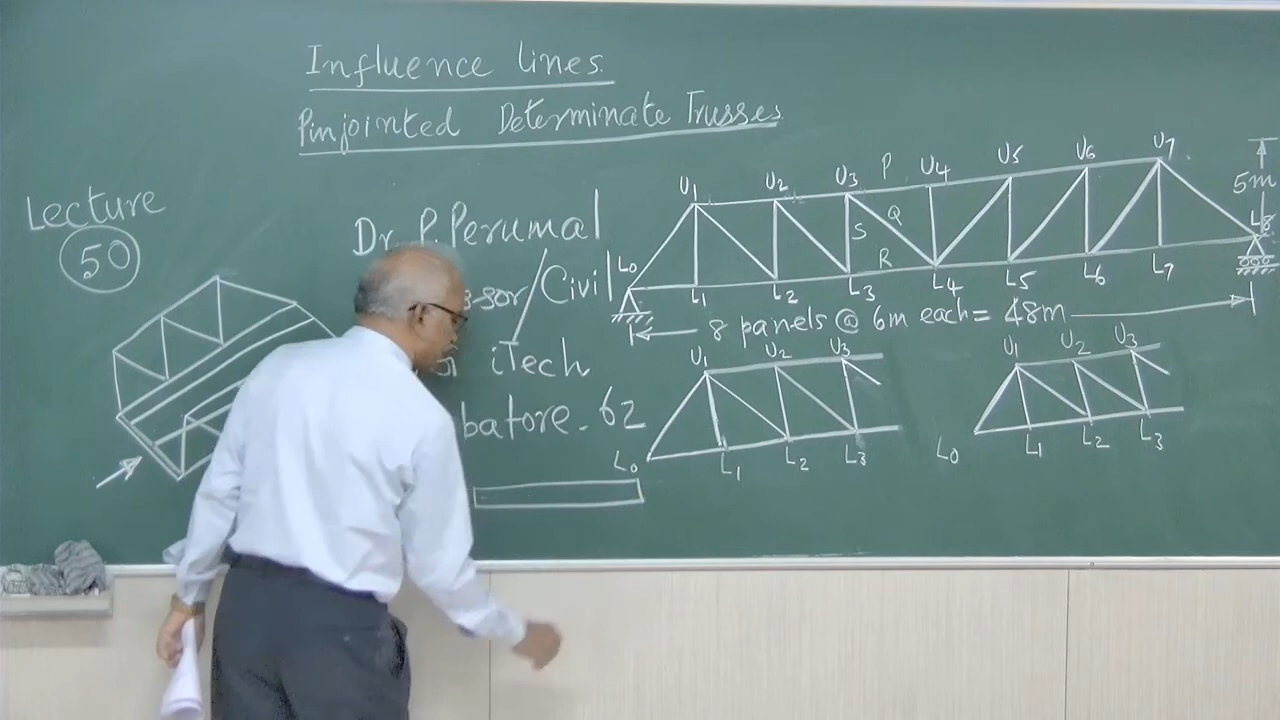 Influence lines.
Pinjointed Determinate Trusses
Lecture
50
Dr. P. Perumal
/Civil
iTech
batore. 62
U1 U2 U3 P U4 U5 U6 U7
5m
S Q R
L0 L1 L2 L3 L4 L5 L6 L7 L8
8 panels @ 6m each = 48m
U1 U2 U3
L0 L1 L2 L3
U1 U2 U3
L0 L1 L2 L3